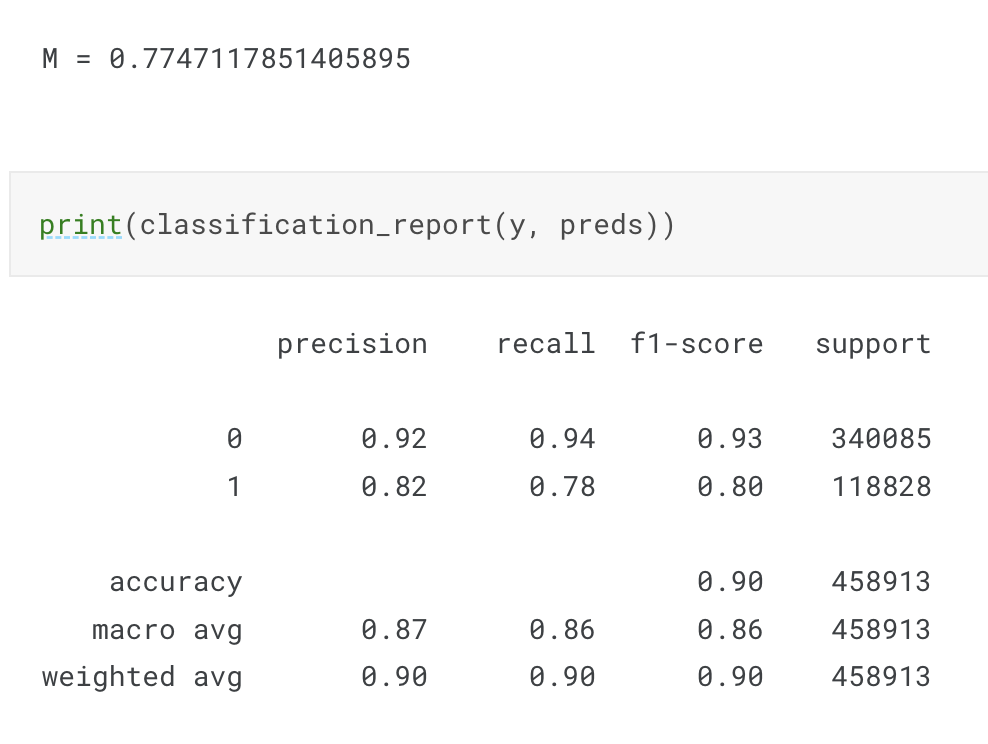 M = 0.7747117851405895
print(classification_report(y, preds))
precision recall f1-score support
0 0.92 0.94 0.93 340085
1 0.82 0.78 0.80 118828
accuracy 0.90 458913
macro avg 0.87 0.86 0.86 458913
weighted avg 0.90 0.90 0.90 458913